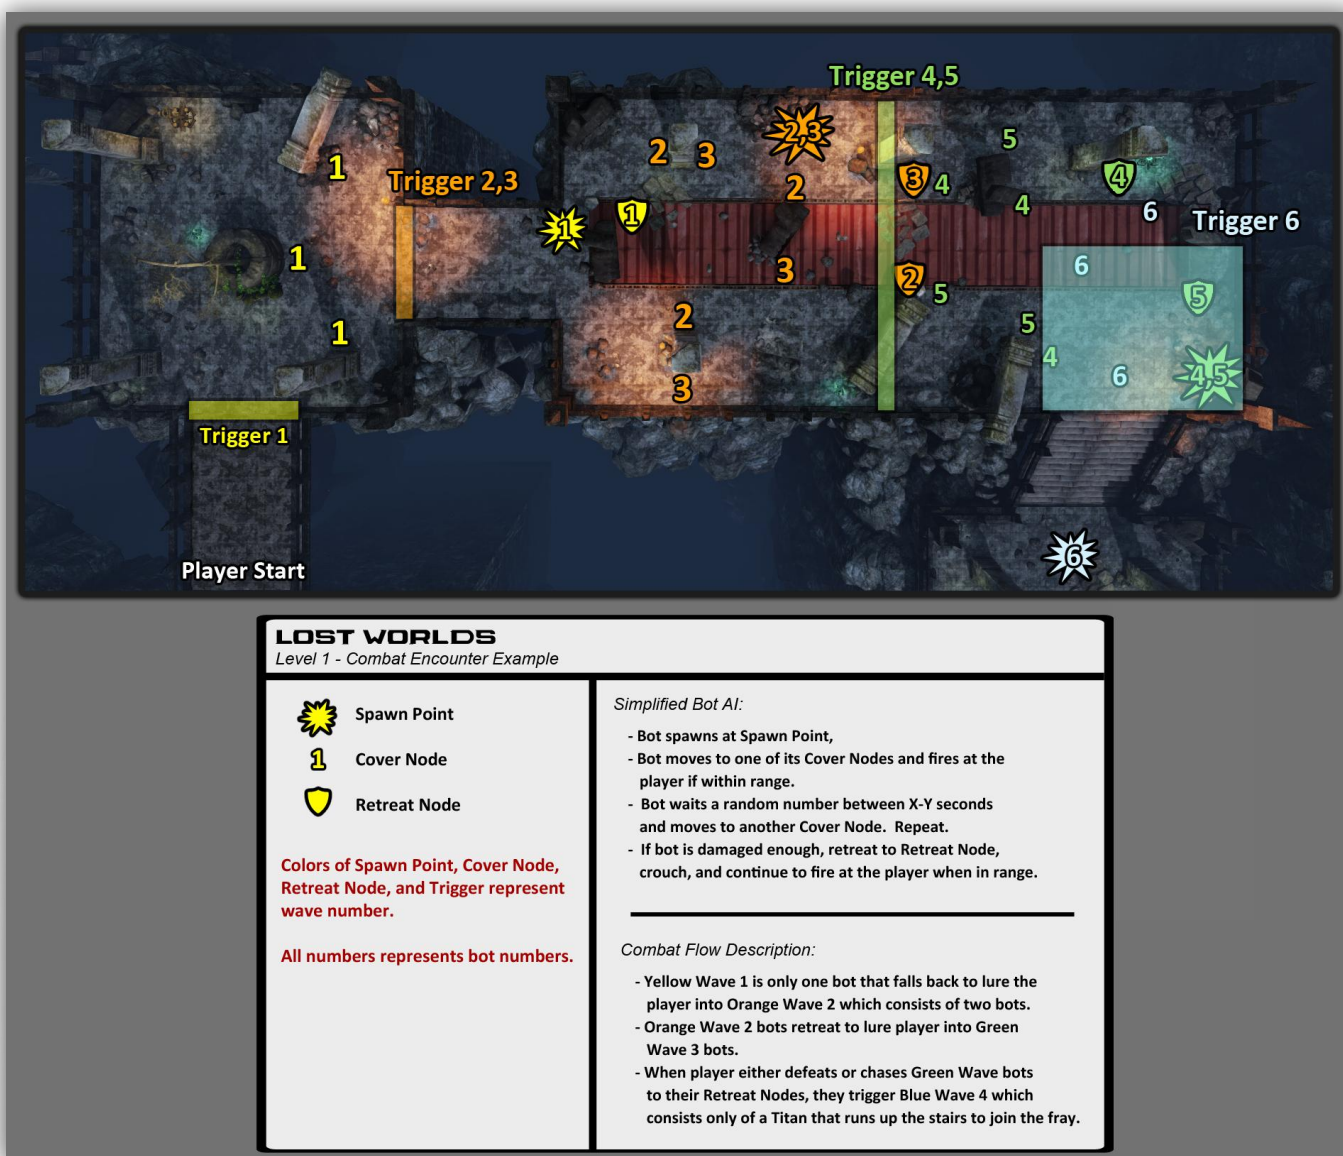 Trigger 4,5
2,3
5
2
3
1
Trigger 2,3
2
3
4
4
4
6
Trigger 6
1
1
1
6
3
2
5
5
2
5
1
4
6
4,5
3
Trigger 1
6
Player Start
LOST WORLDS
Level 1 - Combat Encounter Example
Spawn Point
1 Cover Node
Retreat Node
Colors of Spawn Point, Cover Node,
Retreat Node, and Trigger represent
wave number.
All numbers represents bot numbers.
Simplified Bot AI:
- Bot spawns at Spawn Point,
- Bot moves to one of its Cover Nodes and fires at the
player if within range.
- Bot waits a random number between X-Y seconds
and moves to another Cover Node. Repeat.
- If bot is damaged enough, retreat to Retreat Node,
crouch, and continue to fire at the player when in range.
Combat Flow Description:
- Yellow Wave 1 is only one bot that falls back to lure the
player into Orange Wave 2 which consists of two bots.
- Orange Wave 2 bots retreat to lure player into Green
Wave 3 bots.
- When player either defeats or chases Green Wave bots
to their Retreat Nodes, they trigger Blue Wave 4 which
consists only of a Titan that runs up the stairs to join the fray.